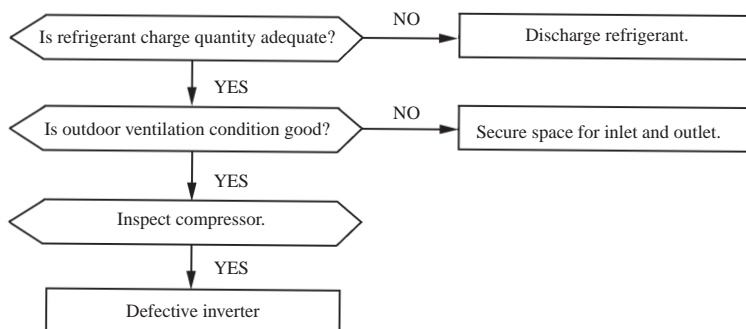 Is refrigerant charge quantity adequate?
NO
Discharge refrigerant.
YES
Is outdoor ventilation condition good?
NO
Secure space for inlet and outlet.
YES
Inspect compressor.
YES
Defective inverter